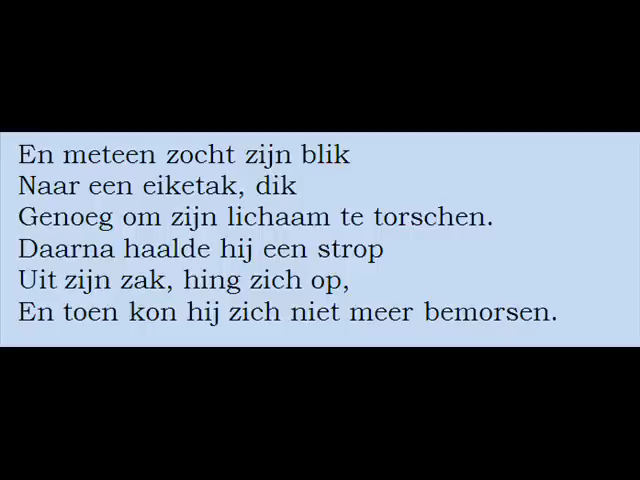 En meteen zocht zijn blik
Naar een eiketak, dik
Genoeg om zijn lichaam te torschen.
Daarna haalde hij een strop
Uit zijn zak, hing zich op,
En toen kon hij zich niet meer bemorsen.